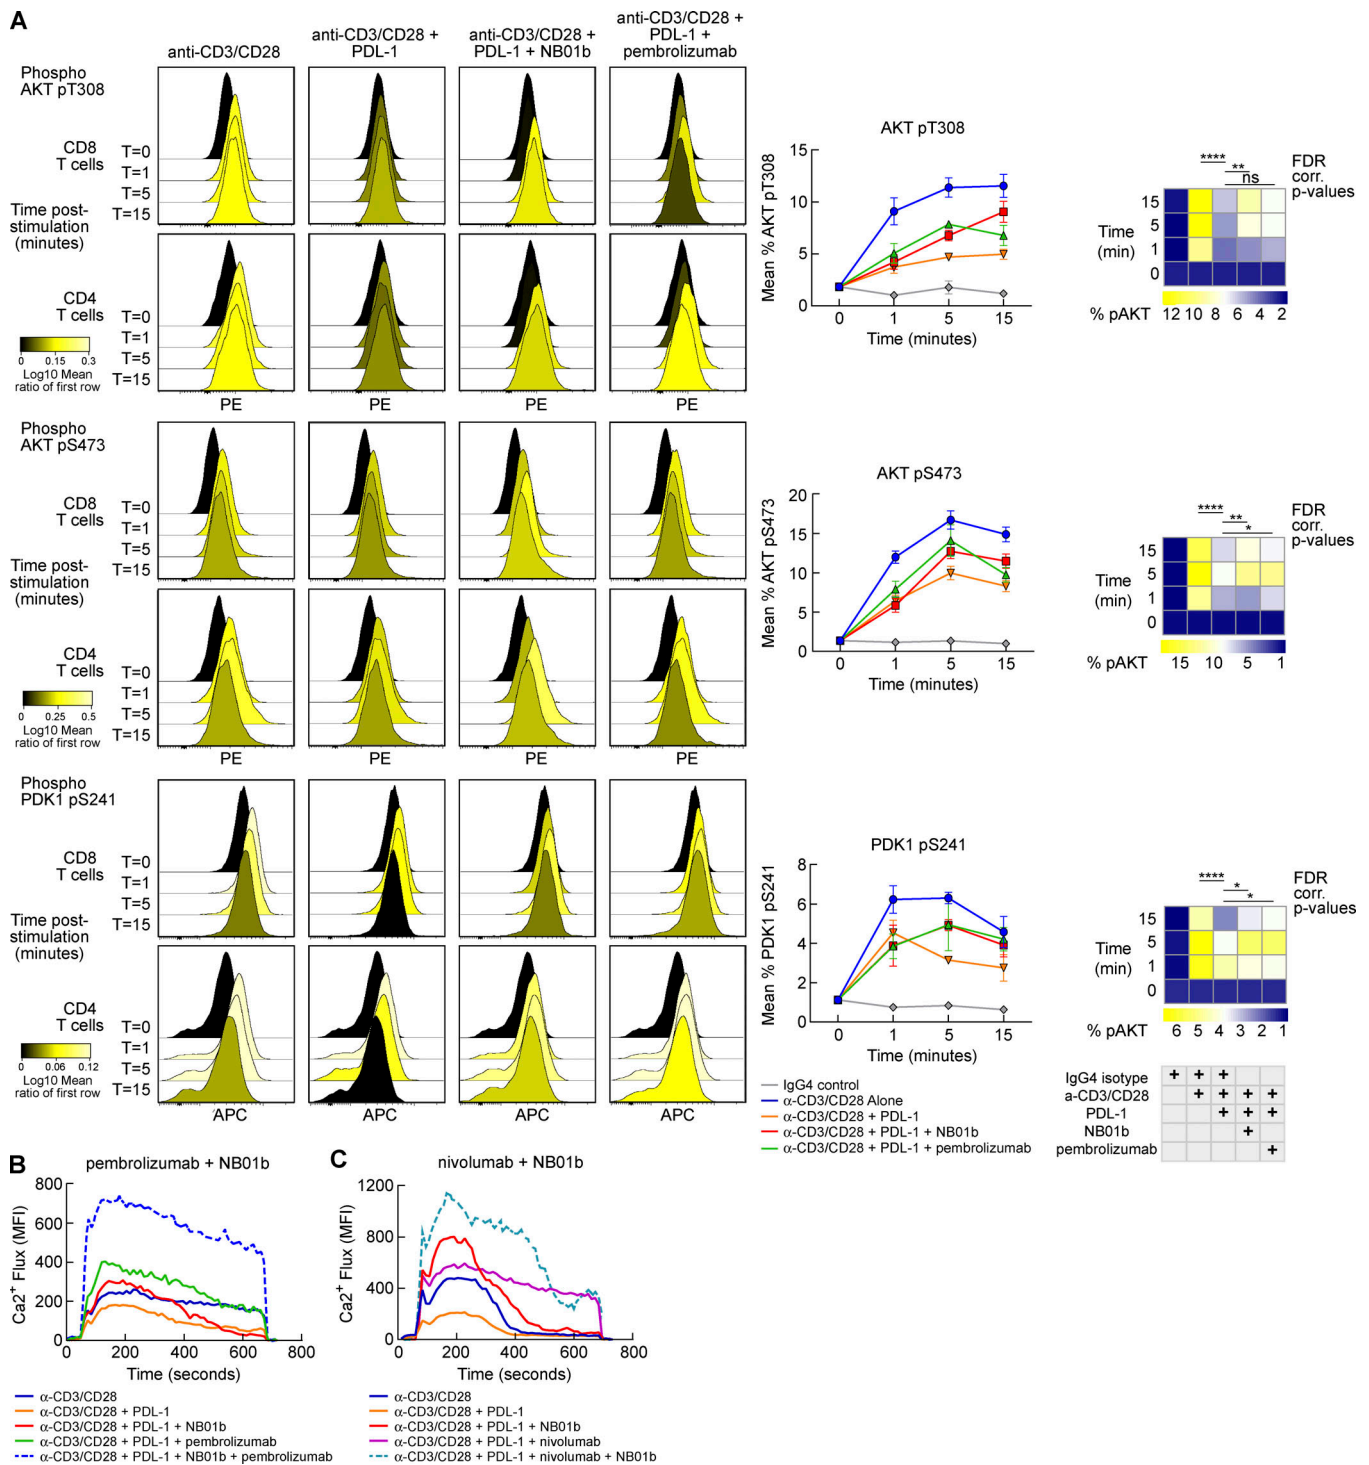 A
anti-CD3/CD28
anti-CD3/CD28 +
PDL-1
anti-CD3/CD28 +
PDL-1 + NB01b
anti-CD3/CD28 +
PDL-1 +
pembrolizumab
Phospho
AKT pT308
CD8
T cells
T=0
T=1
T=5
T=15
Time post-
stimulation
(minutes)
CD4
T cells
T=0
T=1
T=5
T=15
0 0.15 0.3
Log10 Mean
ratio of first row
PE PE PE PE
AKT pT308
Mean % AKT pT308
15
10
5
0
0 1 5 15
Time (minutes)
**** ** ns
FDR
corr.
p-values
Time
(min)
15
5
1
0
12 10 8 6 4 2
% pAKT
Phospho
AKT pS473
CD8
T cells
T=0
T=1
T=5
T=15
Time post-
stimulation
(minutes)
CD4
T cells
T=0
T=1
T=5
T=15
0 0.25 0.5
Log10 Mean
ratio of first row
PE PE PE PE
AKT pS473
Mean % AKT pS473
20
15
10
5
0
0 1 5 15
Time (minutes)
**** ** *
FDR
corr.
p-values
Time
(min)
15
5
1
0
% pAKT
15 10 5 1
Phospho
PDK1 pS241
CD8
T cells
T=0
T=1
T=5
T=15
Time post-
stimulation
(minutes)
CD4
T cells
T=0
T=1
T=5
T=15
0 0.06 0.12
Log10 Mean
ratio of first row
APC APC APC APC
PDK1 pS241
Mean % PDK1 pS241
8
6
4
2
0
0 1 5 15
Time (minutes)
**** * *
FDR
corr.
p-values
Time
(min)
15
5
1
0
% pAKT
6 5 4 3 2 1
IgG4 control
α-CD3/CD28 Alone
α-CD3/CD28 + PDL-1
α-CD3/CD28 + PDL-1 + NB01b
α-CD3/CD28 + PDL-1 + pembrolizumab
IgG4 isotype + + +
a-CD3/CD28 + + + +
PDL-1 + + +
NB01b +
pembrolizumab +
B
pembrolizumab + NB01b
Ca2+ Flux (MFI)
800
600
400
200
0
0 200 400 600 800
Time (seconds)
α-CD3/CD28
α-CD3/CD28 + PDL-1
α-CD3/CD28 + PDL-1 + NB01b
α-CD3/CD28 + PDL-1 + pembrolizumab
α-CD3/CD28 + PDL-1 + NB01b + pembrolizumab
C
nivolumab + NB01b
Ca2+ Flux (MFI)
1200
800
400
0
0 200 400 600 800
Time (seconds)
α-CD3/CD28
α-CD3/CD28 + PDL-1
α-CD3/CD28 + PDL-1 + NB01b
α-CD3/CD28 + PDL-1 + nivolumab
α-CD3/CD28 + PDL-1 + nivolumab + NB01b